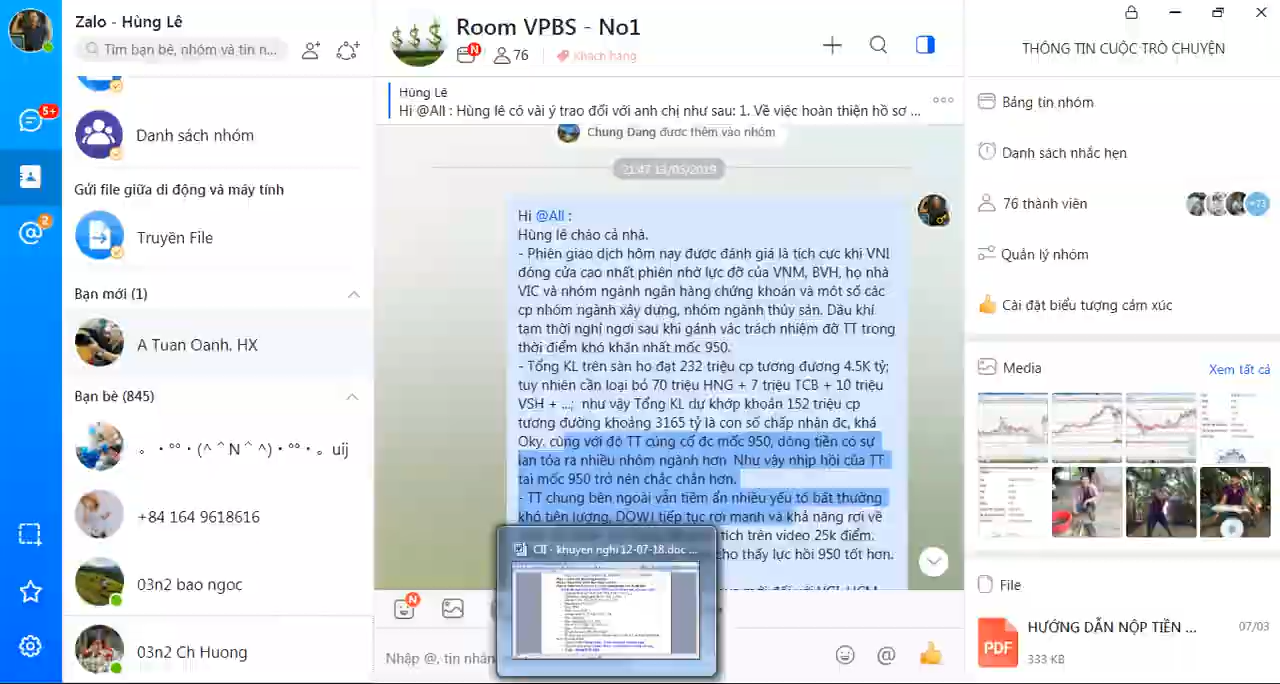 Zalo - Hùng Lê
Tìm bạn bè, nhóm và tin n...
5+
2
Danh sách nhóm
Gửi file giữa di động và máy tính
Truyền File
Bạn mới (1)
A Tuan Oanh. HX
Bạn bè (845)
。・°°・(^ ^ N ^ ^)・°°・。uij
+84 164 9618616
03n2 bao ngoc
03n2 Ch Huong
Room VPBS - No1
N
76
Khách hàng
Hùng Lê
Hi @All : Hùng lê có vài ý trao đổi với anh chị như sau: 1. Về việc hoàn thiện hồ sơ ...
Chung Dang được thêm vào nhóm
21:47 13/03/2019
Hi @All :
Hùng lê chào cả nhà.
- Phiên giao dịch hôm nay được đánh giá là tích cực khi VNI
đóng cửa cao nhất phiên nhờ lực đỡ của VNM, BVH, họ nhà
VIC và nhóm ngành ngân hàng chứng khoán và một số các
cp nhóm ngành xây dựng, nhóm ngành thủy sản. Dầu khí
tạm thời nghỉ ngơi sau khi gánh vác trách nhiệm đỡ TT trong
thời điểm khó khăn nhất mốc 950.
- Tổng KL trên sàn ho đạt 232 triệu cp tương đương 4.5K tỷ;
tuy nhiên cần loại bỏ 70 triệu HNG + 7 triệu TCB + 10 triệu
VSH + ...; như vậy Tổng KL dự khớp khoản 152 triệu cp
tương đương khoảng 3165 tỷ là con số chấp nhận đc, khá
Oky. cùng với độ TT củng cố đc mốc 950, dòng tiền có sự
lan tỏa ra nhiều nhóm ngành hơn. Như vậy nhịp hồi của TT
tại mốc 950 trở nên chắc chắn hơn.
- TT chung bên ngoài vẫn tiềm ẩn nhiều yếu tố bất thường
khó tiên lượng, DOWJ tiếp tục rơi mạnh và khả năng rơi về
tích trên video 25k điểm.
cho thấy lực hồi 950 tốt hơn.
CII - khuyen nghi 12-07-18.doc ...
N
Nhập @, tin nhắn
THÔNG TIN CUỘC TRÒ CHUYỆN
Bảng tin nhóm
Danh sách nhắc hẹn
76 thành viên
+73
Quản lý nhóm
Cài đặt biểu tượng cảm xúc
Media
Xem tất cả
File
PDF
HƯỚNG DẪN NỘP TIỀN ...
07/03
333 KB